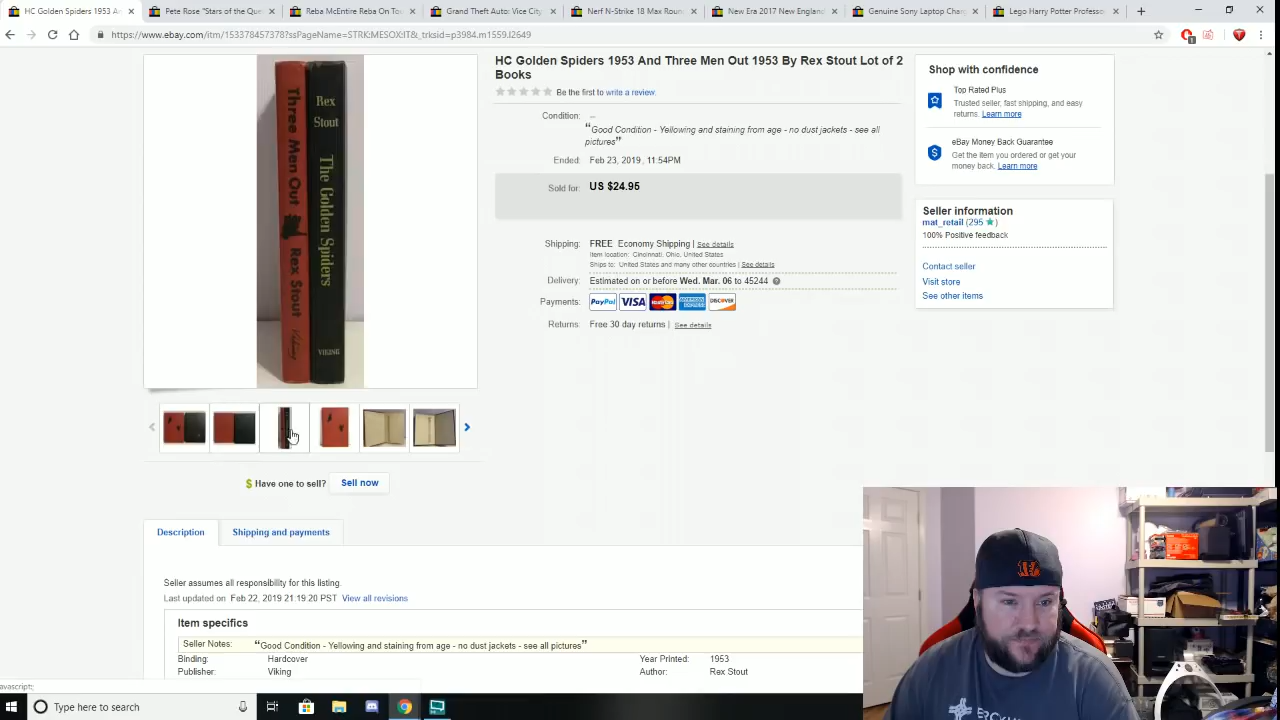 HC Golden Spiders 1953 A
Pete Rose "Stars of the Que
Reba McEntire Reba On To
Grand Theft Auto: Vice City
Nerf N-Strike 18 Max Roun
New Era 2017 New England
Genuine Sony Laptop Charg
Lego Harry Potter Professo
https://www.ebay.com/itm/153378457378?ssPageName=STRK:MESOX:IT&_trksid=p3984.m1559.l2649
1
Three Men Out
Rex Stout
Viking
Rex
Stout
The Golden Spiders
VIKING
HC Golden Spiders 1953 And Three Men Out 1953 By Rex Stout Lot of 2
Books
Be the first to write a review.
Condition: --
"Good Condition - Yellowing and staining from age - no dust jackets - see all
pictures"
Ended: Feb 23, 2019 , 11:54PM
Sold for: US $24.95
Shipping: FREE Economy Shipping | See details
Item location: Cincinnati, Ohio, United States
Ships to: United States and many other countries | See details
Delivery: Estimated on or before Wed. Mar. 06 to 45244
Payments: PayPal VISA MasterCard AMERICAN EXPRESS DISCOVER
Returns: Free 30 day returns | See details
Shop with confidence
Top Rated Plus
Trusted seller, fast shipping, and easy
returns. Learn more
eBay Money Back Guarantee
Get the item you ordered or get your
money back. Learn more
Seller information
mat_retail (295 ★)
100% Positive feedback
Contact seller
Visit store
See other items
$ Have one to sell? Sell now
Description
Shipping and payments
Seller assumes all responsibility for this listing.
Last updated on Feb 22, 2019 21:19:20 PST View all revisions
Item specifics
Seller Notes: "Good Condition - Yellowing and staining from age - no dust jackets - see all pictures"
Binding: Hardcover
Year Printed: 1953
Publisher: Viking
Author: Rex Stout
avascript:;
Type here to search